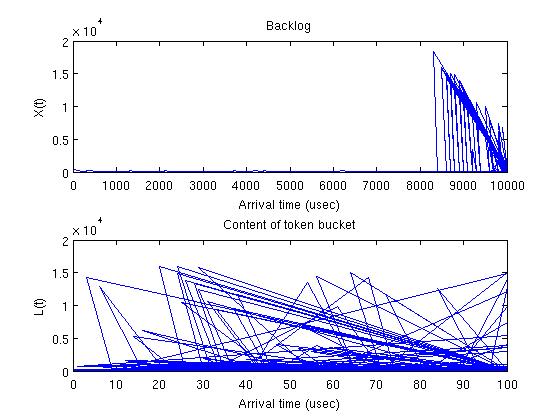 Backlog
x 10^4
2
1.5
1
0.5
0
X(t)
0 1000 2000 3000 4000 5000 6000 7000 8000 9000 10000
Arrival time (usec)
Content of token bucket
x 10^4
2
1.5
1
0.5
0
L(t)
0 10 20 30 40 50 60 70 80 90 100
Arrival time (usec)